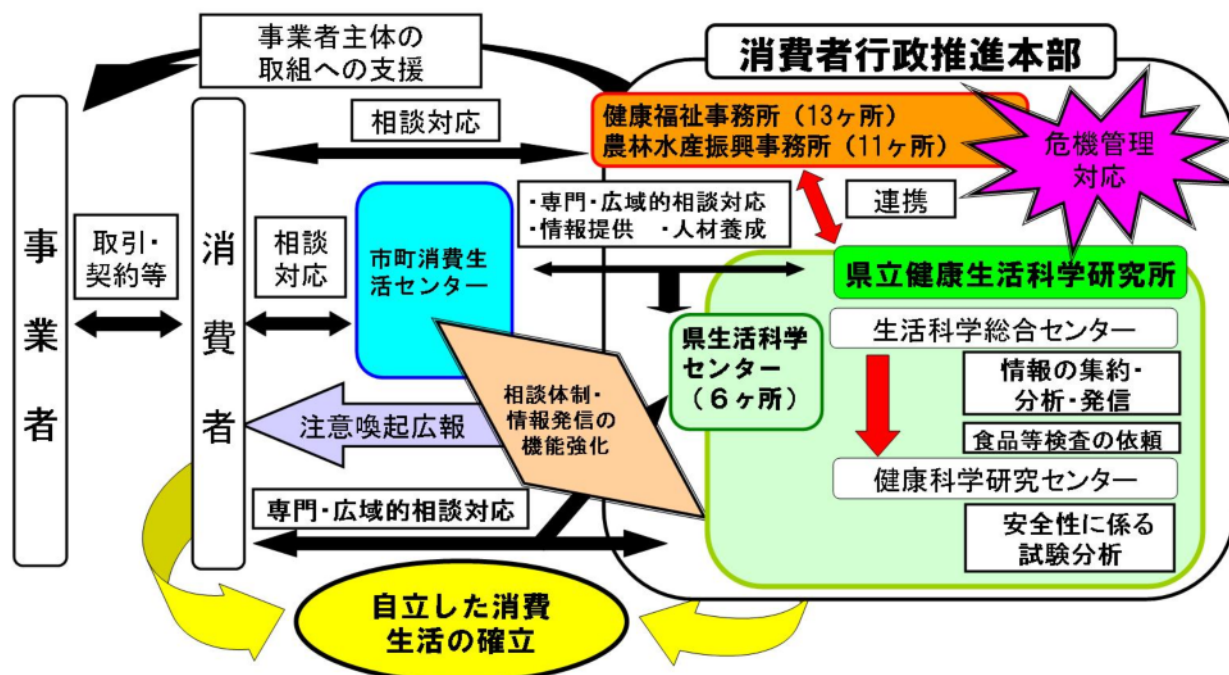 事業者主体の
取組への支援
消費者行政推進本部
健康福祉事務所（13ヶ所）
農林水産振興事務所（11ヶ所）
危機管理
対応
相談対応
連携
・専門・広域的相談対応
・情報提供　・人材養成
事業者
取引・
契約等
消費者
相談
対応
市町消費生
活センター
県立健康生活科学研究所
生活科学総合センター
県生活科学
センター
（６ヶ所）
情報の集約・
分析・発信
相談体制・
情報発信の
機能強化
注意喚起広報
食品等検査の依頼
健康科学研究センター
専門・広域的相談対応
安全性に係る
試験分析
自立した消費
生活の確立